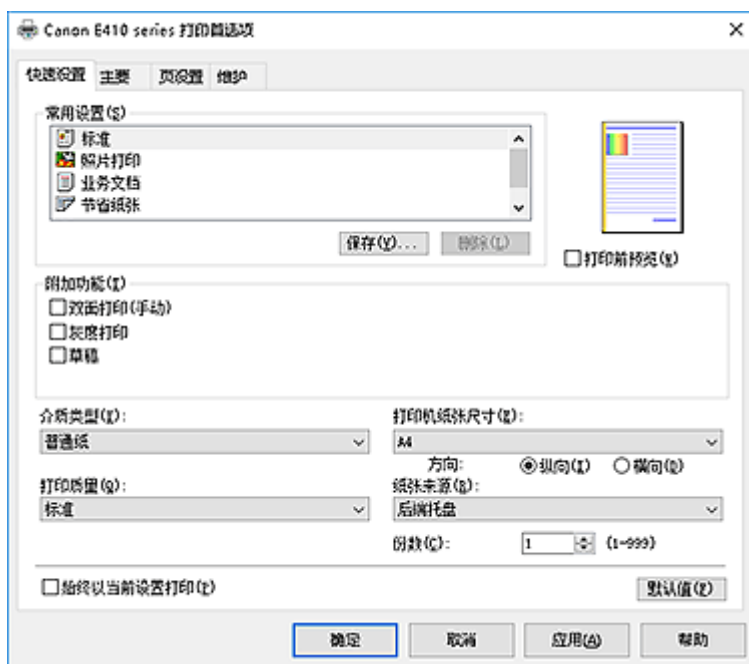 Canon E410 series 打印首选项
快速设置 主要 页设置 维护
常用设置(S)
标准
照片打印
业务文档
节省纸张
保存(V)... 删除(L)
打印前预览(W)
附加功能(I)
双面打印(手动)
灰度打印
草稿
介质类型(X): 打印机纸张尺寸(Z):
普通纸 A4
方向: 纵向(I) 横向(D)
打印质量(Q): 纸张来源(B):
标准 后端托盘
份数(C): 1 (1-999)
始终以当前设置打印(P) 默认值(F)
确定 取消 应用(A) 帮助